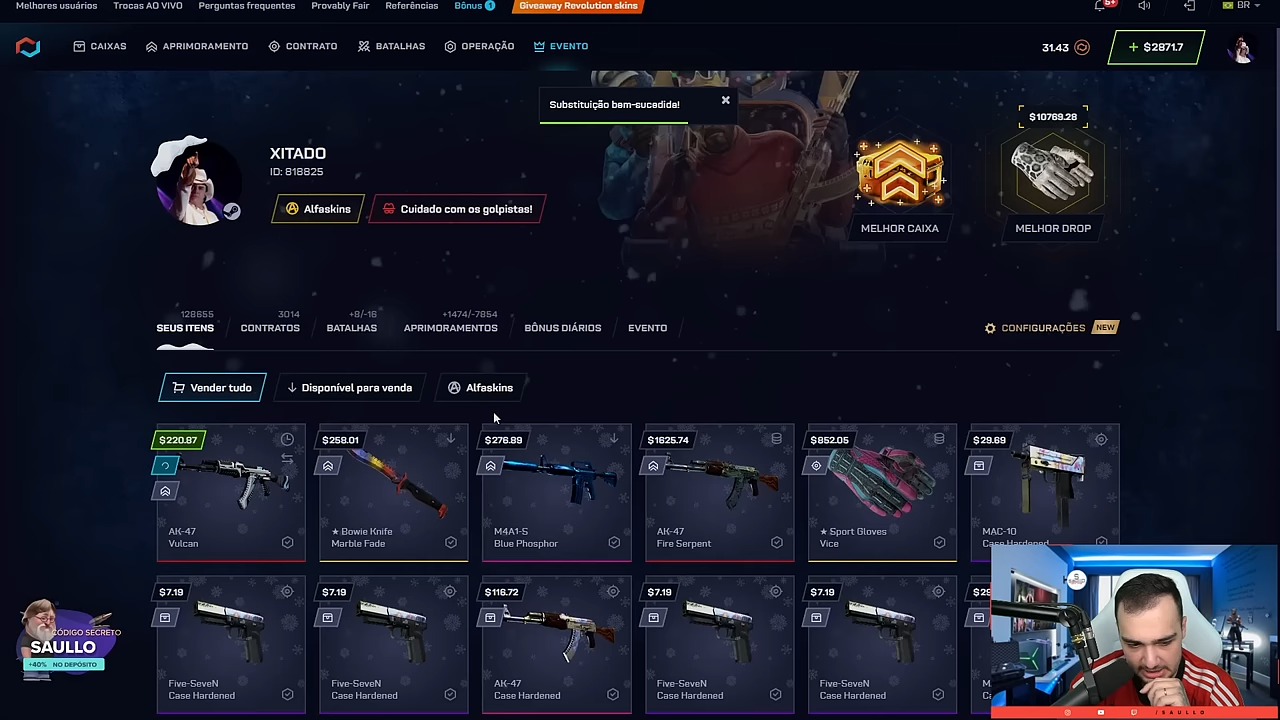 Melhores usuários
Trocas AO VIVO
Perguntas frequentes
Provably Fair
Referências
Bônus 1
Giveaway Revolution skins
5+
BR
CAIXAS
APRIMORAMENTO
CONTRATO
BATALHAS
OPERAÇÃO
EVENTO
31.43
+ $2871.7
Substituição bem-sucedida!
$10769.28
XITADO
ID: 818825
Alfaskins
Cuidado com os golpistas!
MELHOR CAIXA
MELHOR DROP
128855
SEUS ITENS
3014
CONTRATOS
+8/-16
BATALHAS
+1474/-7854
APRIMORAMENTOS
BÔNUS DIÁRIOS
EVENTO
CONFIGURAÇÕES
NEW
Vender tudo
Disponível para venda
Alfaskins
$220.87
AK-47
Vulcan
$258.01
★ Bowie Knife
Marble Fade
$276.89
M4A1-S
Blue Phosphor
$1625.74
AK-47
Fire Serpent
$652.05
★ Sport Gloves
Vice
$29.69
MAC-10
Case Hardened
$7.19
Five-SeveN
Case Hardened
$7.19
Five-SeveN
Case Hardened
$116.72
AK-47
Case Hardened
$7.19
Five-SeveN
Case Hardened
$7.19
Five-SeveN
Case Hardened
CÓDIGO SECRETO
SAULLO
+40% NO DEPÓSITO
/SAULLO